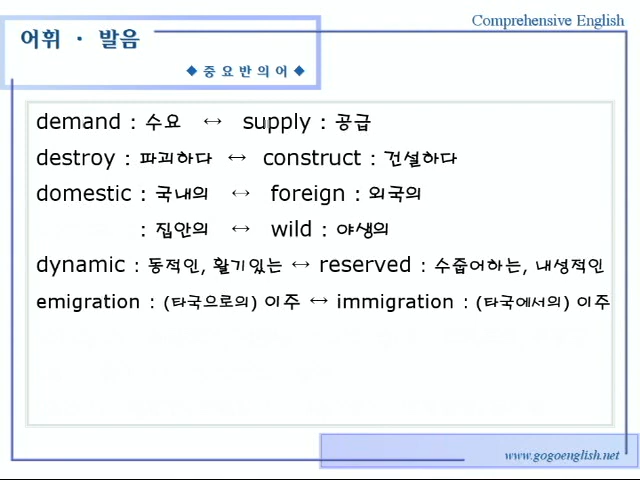 Comprehensive English
어휘 · 발음
◆ 중요반의어 ◆
demand : 수요 ↔ supply : 공급
destroy : 파괴하다 ↔ construct : 건설하다
domestic : 국내의 ↔ foreign : 외국의
: 집안의 ↔ wild : 야생의
dynamic : 동적인, 활기있는 ↔ reserved : 수줍어하는, 내성적인
emigration : (타국으로의) 이주 ↔ immigration : (타국에서의) 이주
www.gogoenglish.net